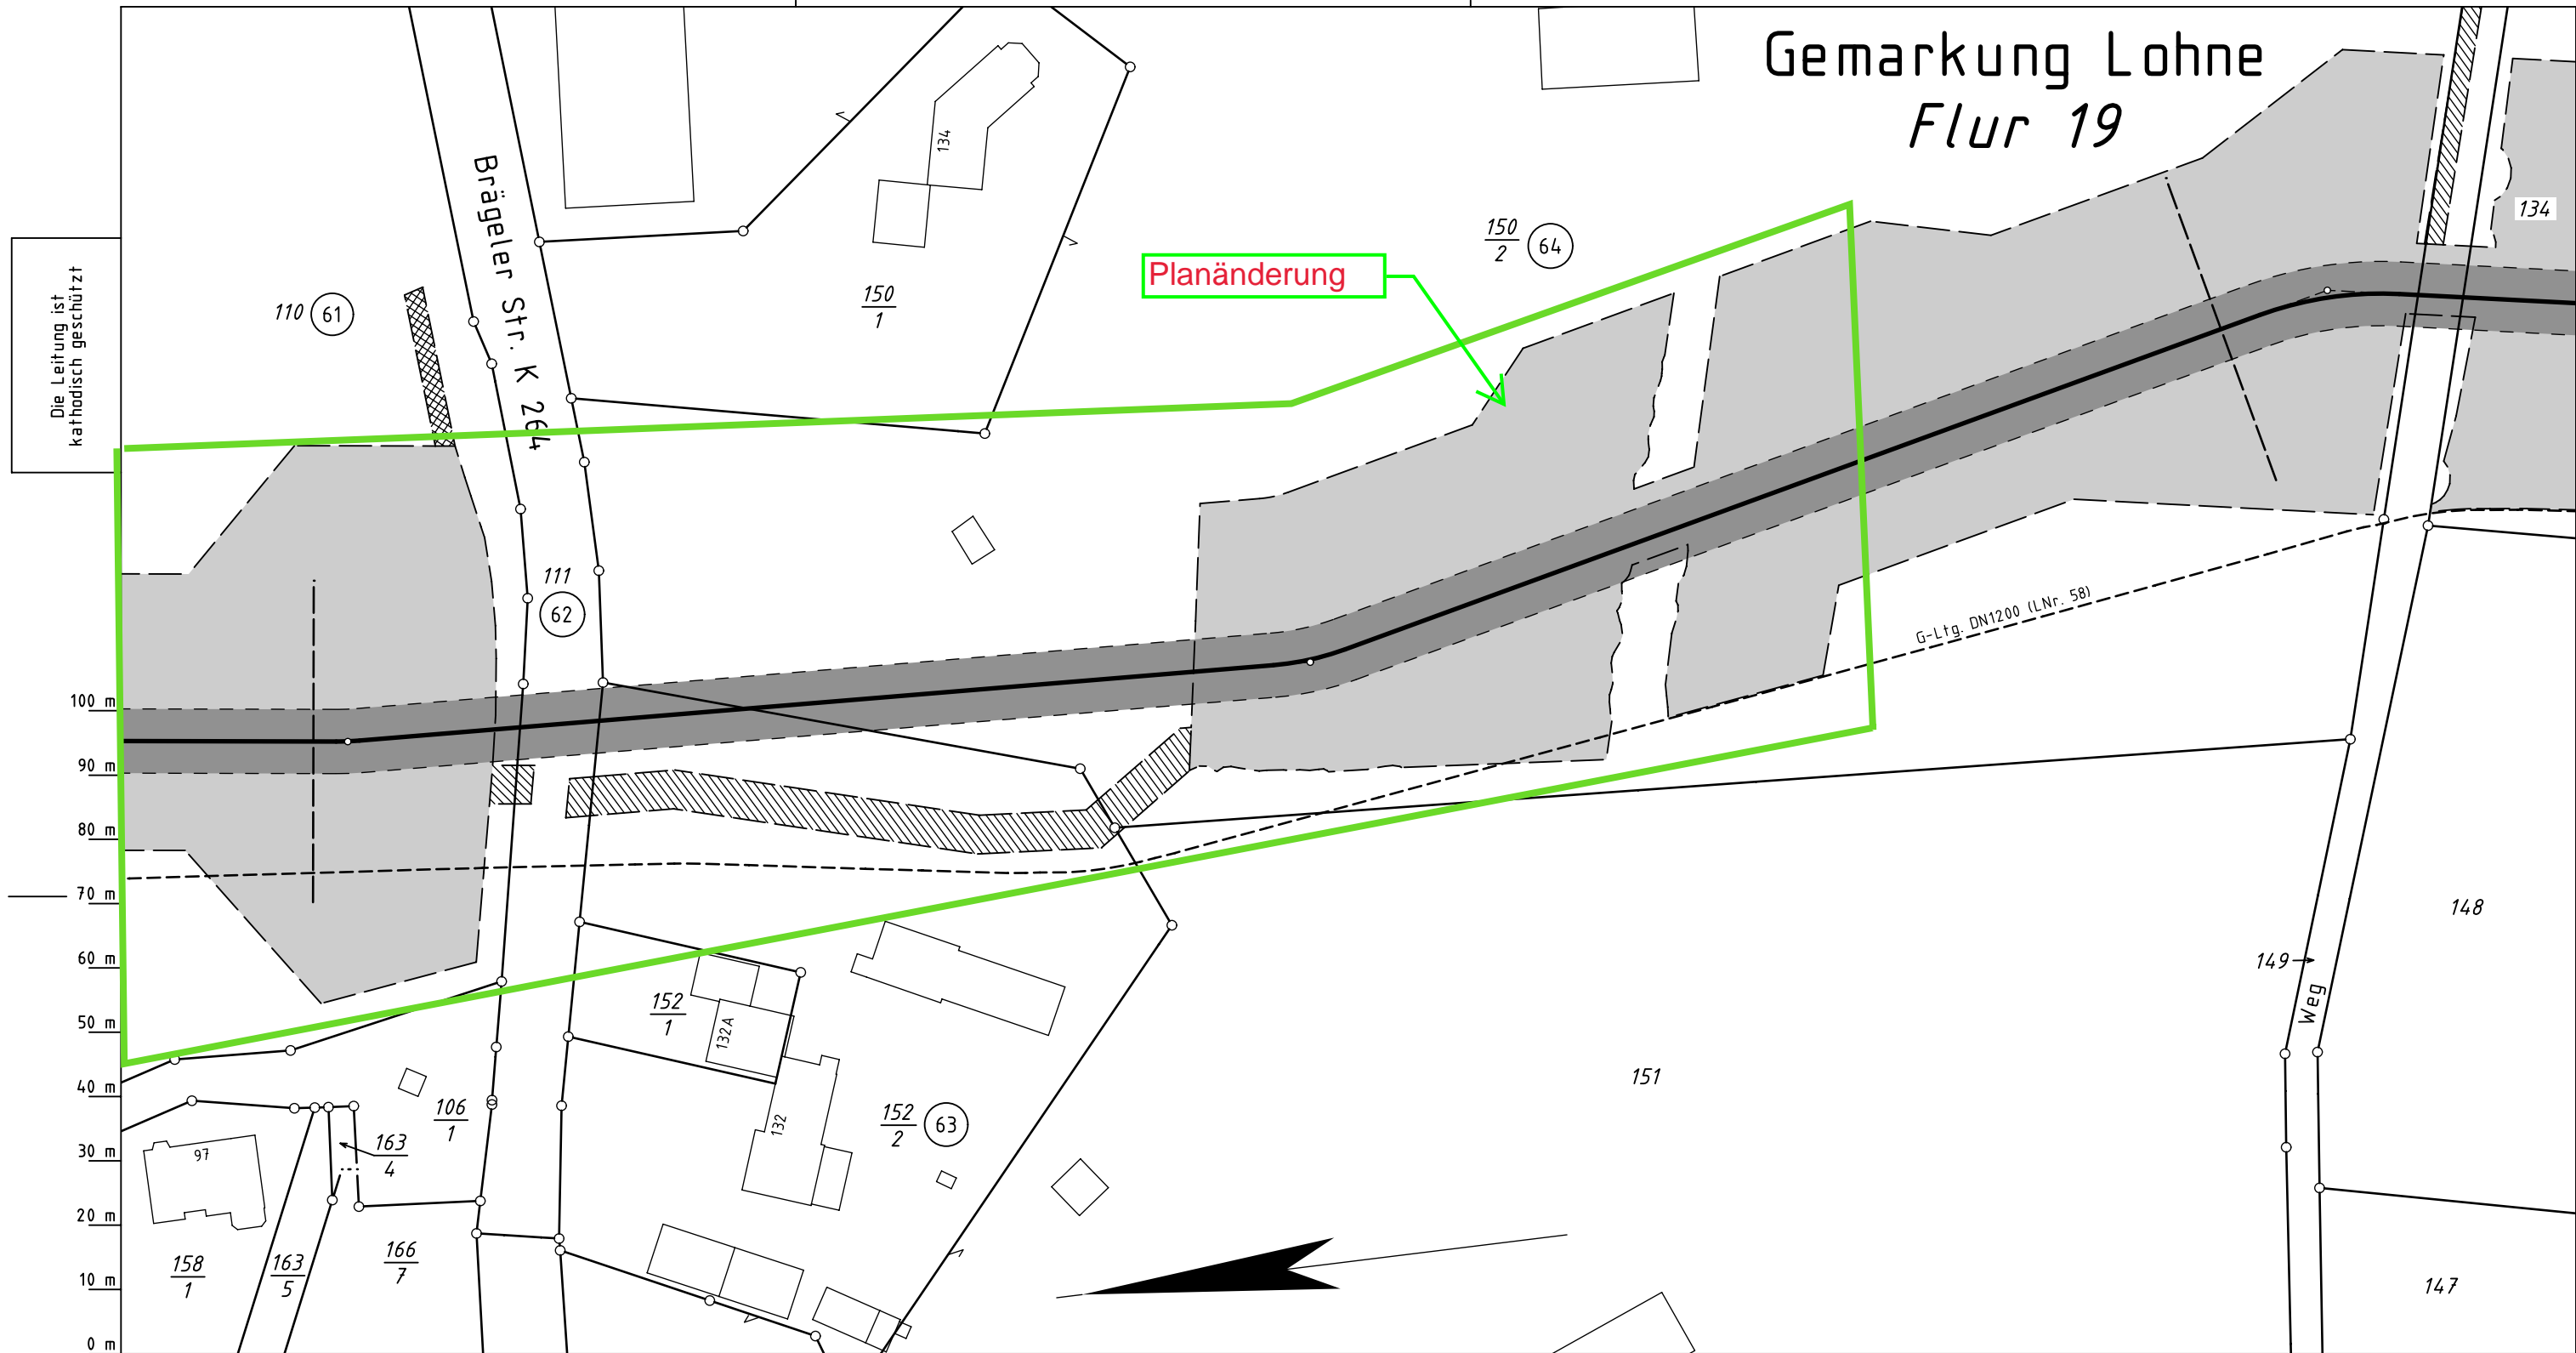 Gemarkung Lohne
Flur 19
Brägeler Str. K 264
134
150
1
150
2
64
134
Planänderung
110
61
Die Leitung ist
kathodisch geschützt
111
62
G-Ltg. DN1200 (LNr. 58)
100 m
90 m
80 m
70 m
60 m
50 m
40 m
30 m
20 m
10 m
0 m
148
149
Weg
152
1
132A
132
152
2
63
151
106
1
163
4
97
158
1
163
5
166
7
147